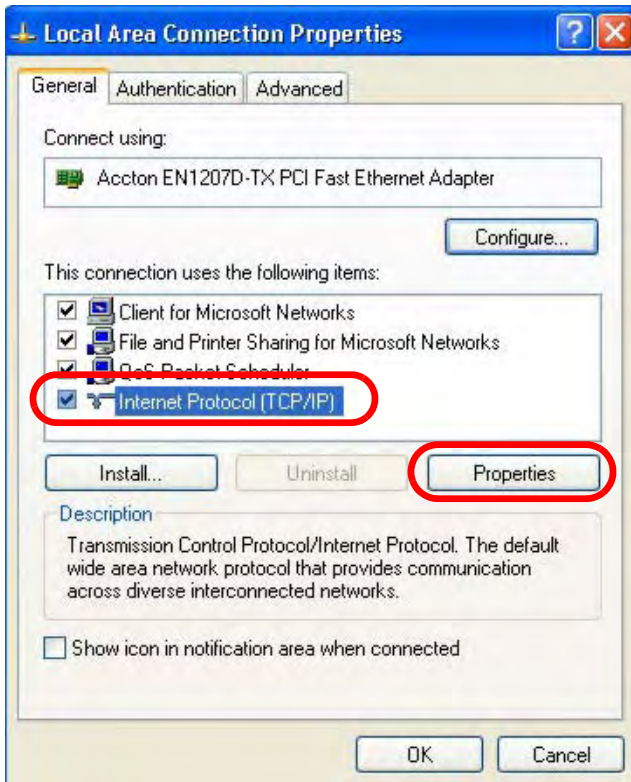 Local Area Connection Properties
General Authentication Advanced
Connect using:
Accton EN1207D-TX PCI Fast Ethernet Adapter
Configure...
This connection uses the following items:
Client for Microsoft Networks
File and Printer Sharing for Microsoft Networks
QoS Packet Scheduler
Internet Protocol (TCP/IP)
Install... Uninstall Properties
Description
Transmission Control Protocol/Internet Protocol. The default
wide area network protocol that provides communication
across diverse interconnected networks.
Show icon in notification area when connected
OK Cancel